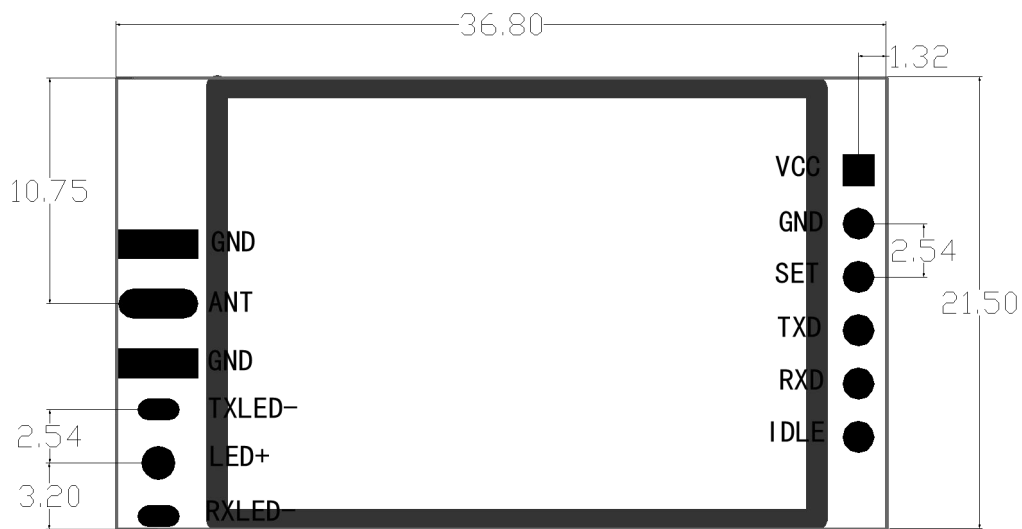 36.80
1.32
10.75
VCC
GND
GND
2.54
SET
ANT
21.50
TXD
GND
RXD
TXLED-
2.54
IDLE
LED+
3.20
RXLED-